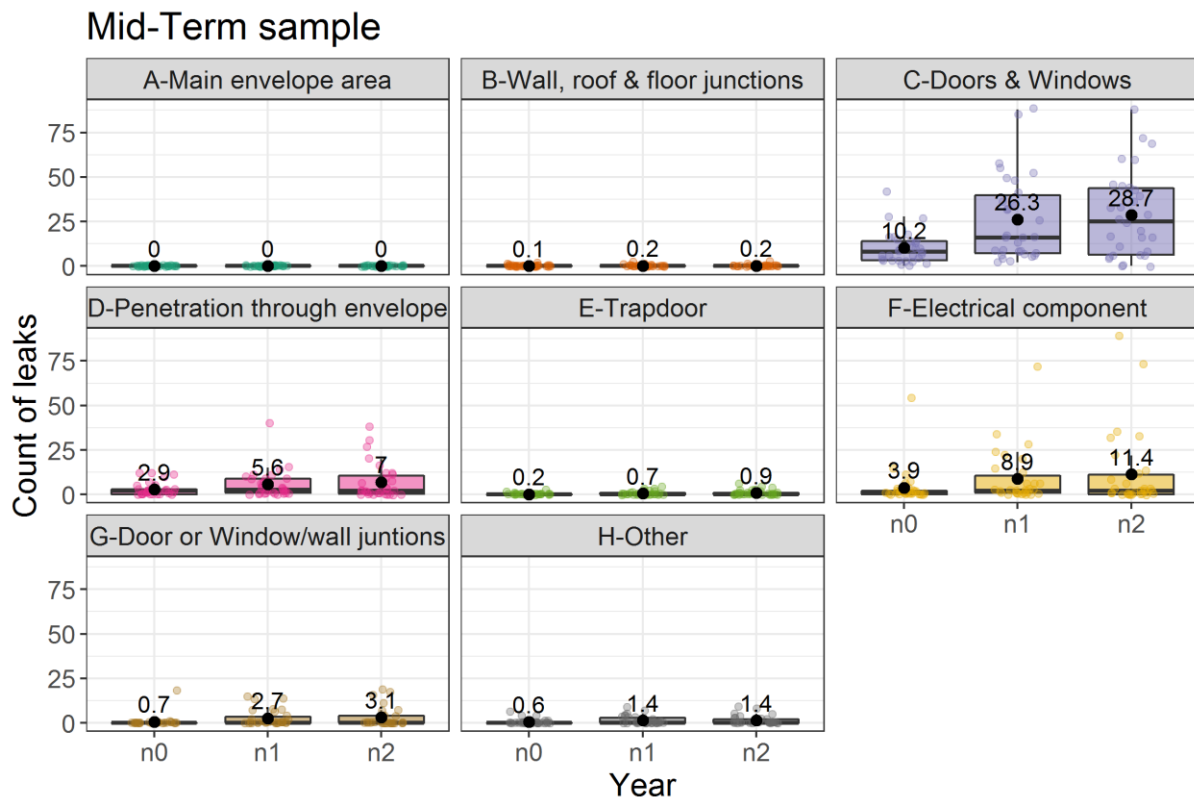 Mid-Term sample
A-Main envelope area
B-Wall, roof & floor junctions
C-Doors & Windows
75
50
25
0
0
0
0
0.1
0.2
0.2
10.2
26.3
28.7
D-Penetration through envelope
E-Trapdoor
F-Electrical component
75
50
25
0
2.9
5.6
7
0.2
0.7
0.9
3.9
8.9
11.4
n0
n1
n2
G-Door or Window/wall juntions
H-Other
75
50
25
0
0.7
2.7
3.1
0.6
1.4
1.4
n0
n1
n2
n0
n1
n2
Count of leaks
Year